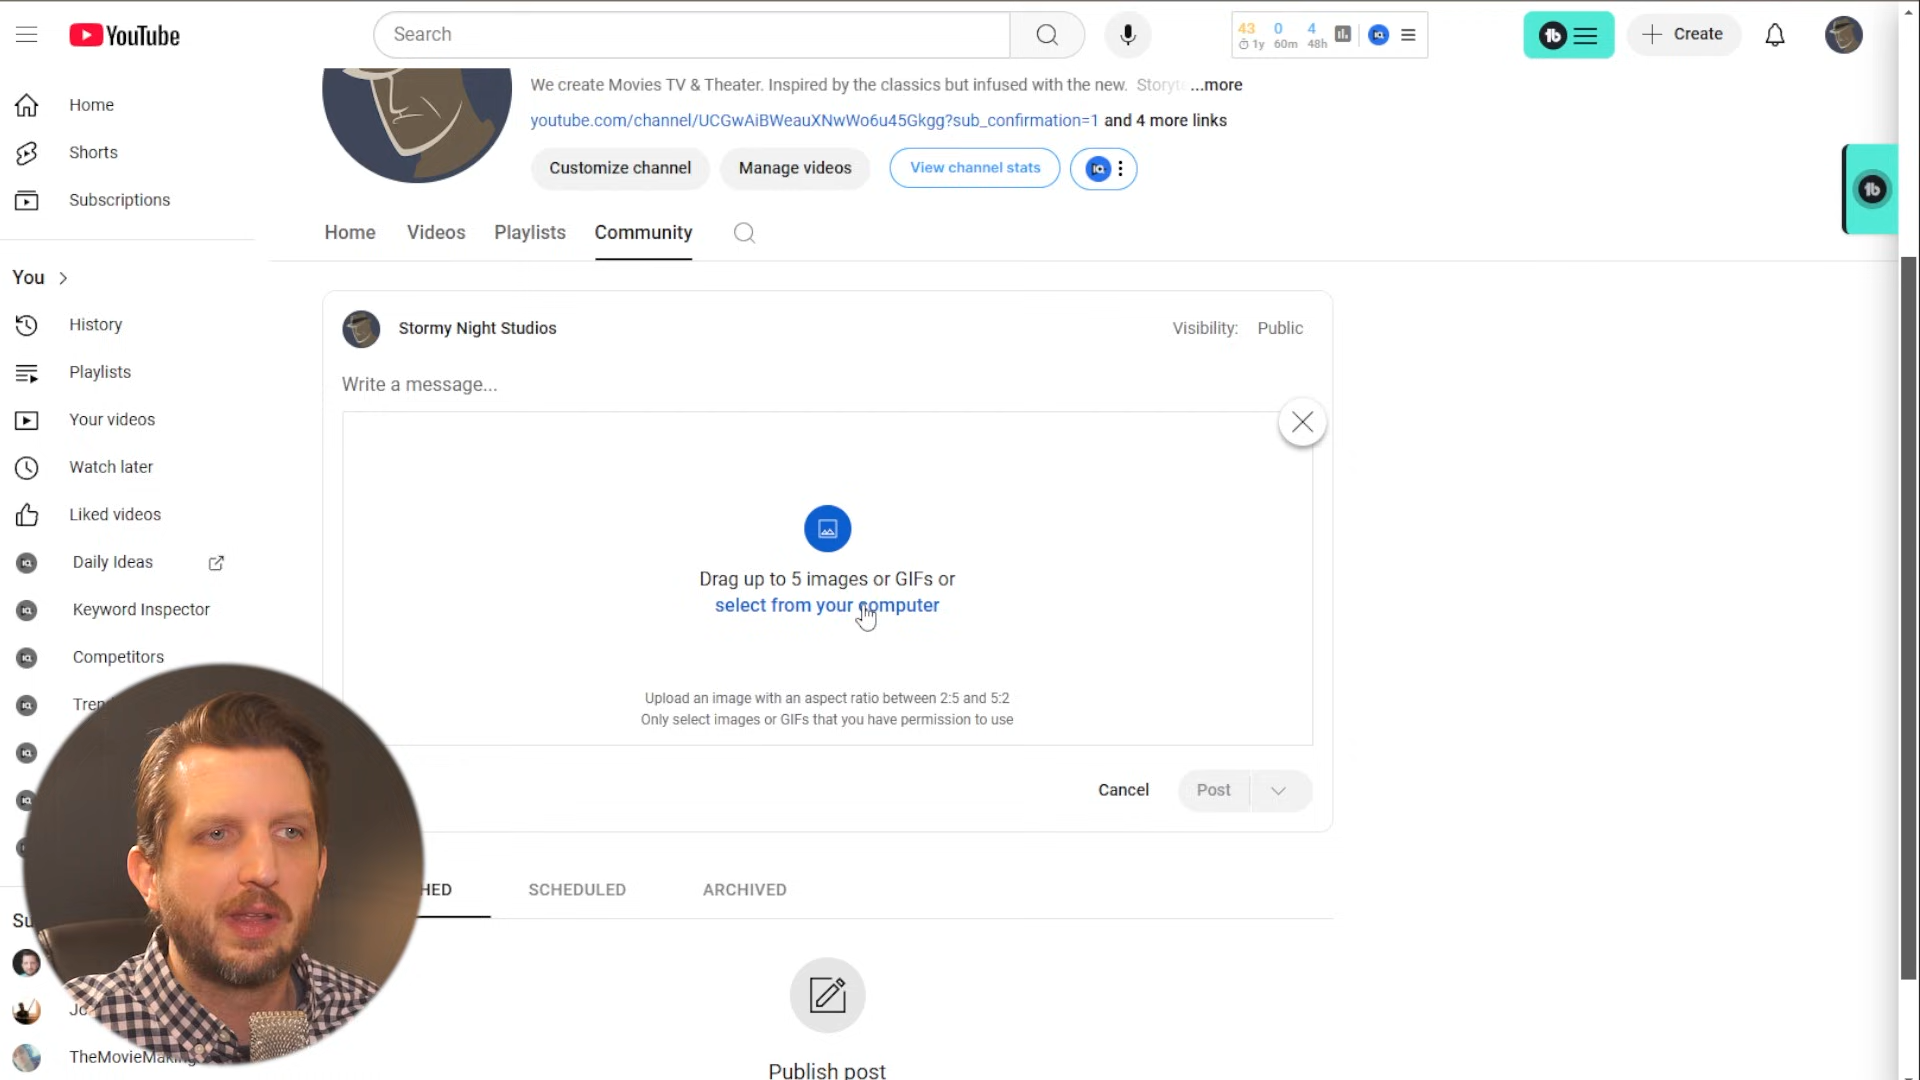 YouTube
Search
43 0 4
1y 60m 48h
Create
Home
Shorts
Subscriptions
You
History
Playlists
Your videos
Watch later
Liked videos
Daily Ideas
Keyword Inspector
Competitors
We create Movies TV & Theater. Inspired by the classics but infused with the new. ...more
youtube.com/channel/UCGwAiBWeauXNwWo6u45Gkgg?sub_confirmation=1 and 4 more links
Customize channel
Manage videos
View channel stats
Home
Videos
Playlists
Community
Stormy Night Studios
Visibility: Public
Write a message...
Drag up to 5 images or GIFs or
select from your computer
Upload an image with an aspect ratio between 2:5 and 5:2
Only select images or GIFs that you have permission to use
Cancel
Post
SCHEDULED
ARCHIVED
Publish post